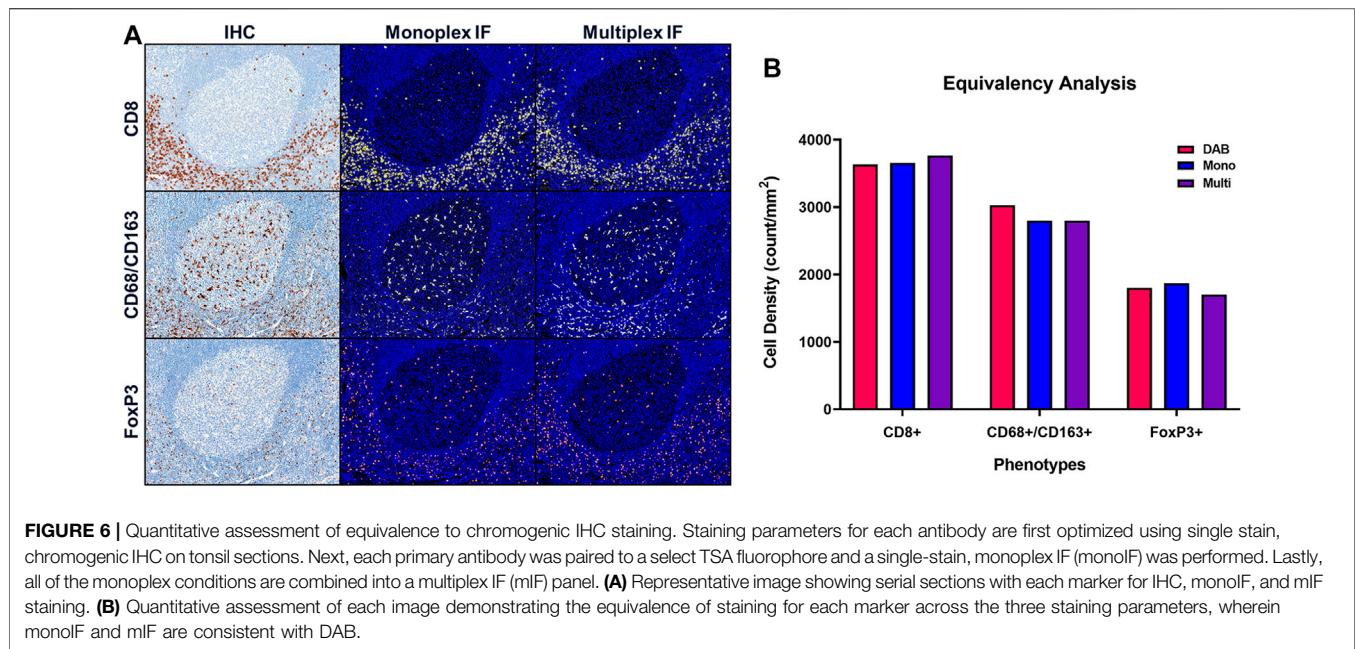 A
IHC
Monoplex IF
Multiplex IF
CD8
CD68/CD163
FoxP3
B
Equivalency Analysis
DAB
Mono
Multi
Cell Density (count/mm²)
4000
3000
2000
1000
0
CD8+
CD68+/CD163+
FoxP3+
Phenotypes
FIGURE 6 | Quantitative assessment of equivalence to chromogenic IHC staining. Staining parameters for each antibody are first optimized using single stain,
chromogenic IHC on tonsil sections. Next, each primary antibody was paired to a select TSA fluorophore and a single-stain, monoplex IF (monoIF) was performed. Lastly,
all of the monoplex conditions are combined into a multiplex IF (mIF) panel. (A) Representative image showing serial sections with each marker for IHC, monoIF, and mIF
staining. (B) Quantitative assessment of each image demonstrating the equivalence of staining for each marker across the three staining parameters, wherein
monoIF and mIF are consistent with DAB.